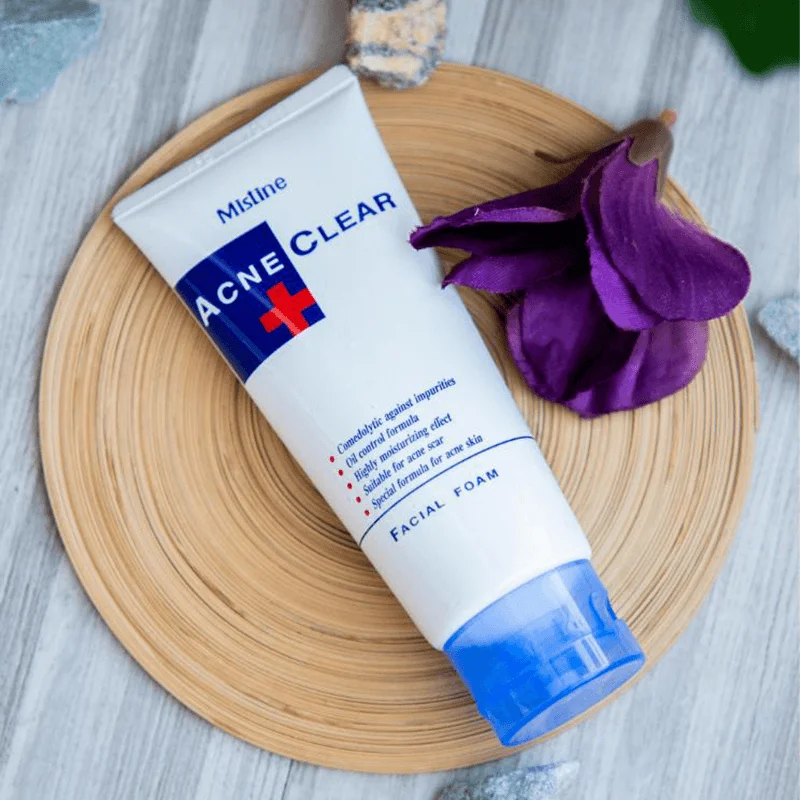 Mistine
ACNE CLEAR
Comedolytic against impurities
Oil control formula
Highly moisturizing effect
Suitable for acne scar
Special formula for acne skin
FACIAL FOAM